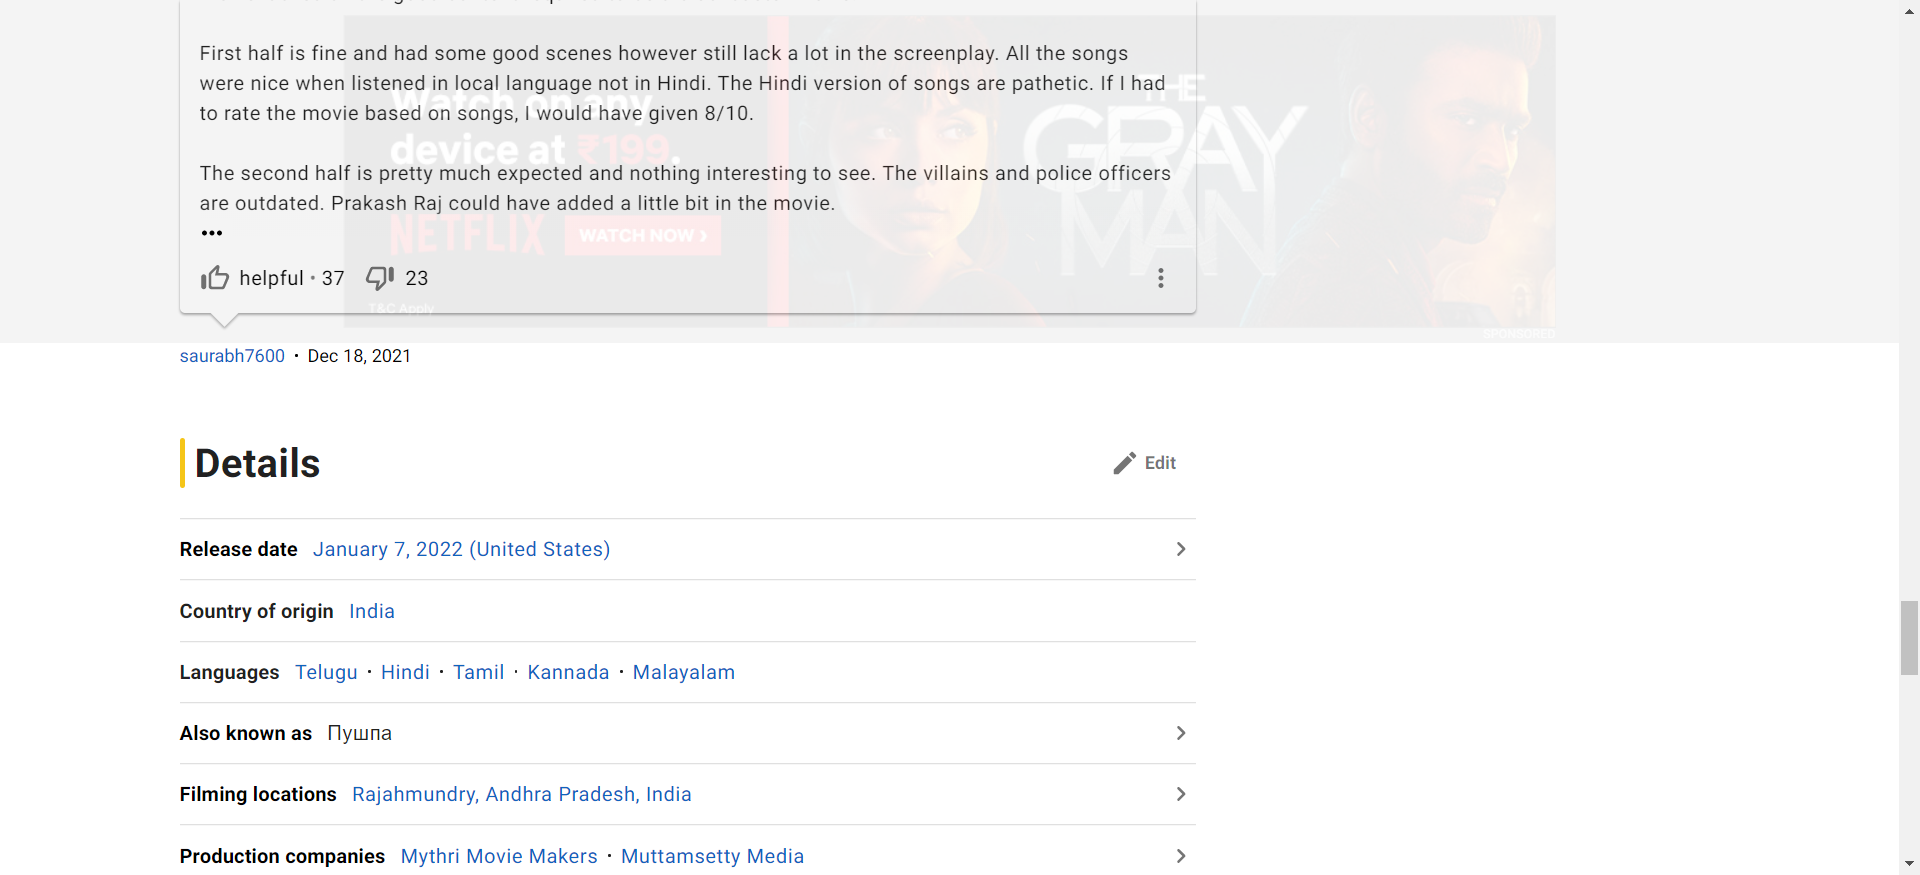 First half is fine and had some good scenes however still lack a lot in the screenplay. All the songs
were nice when listened in local language not in Hindi. The Hindi version of songs are pathetic. If I had
to rate the movie based on songs, I would have given 8/10.
The second half is pretty much expected and nothing interesting to see. The villains and police officers
are outdated. Prakash Raj could have added a little bit in the movie.
•••
helpful • 37 23
Watch on any
device at ₹199.
NETFLIX WATCH NOW ›
T&C Apply
THE
GRAY
MAN
SPONSORED
saurabh7600 • Dec 18, 2021
Details
Edit
Release date January 7, 2022 (United States)
Country of origin India
Languages Telugu · Hindi · Tamil · Kannada · Malayalam
Also known as Пушпа
Filming locations Rajahmundry, Andhra Pradesh, India
Production companies Mythri Movie Makers · Muttamsetty Media